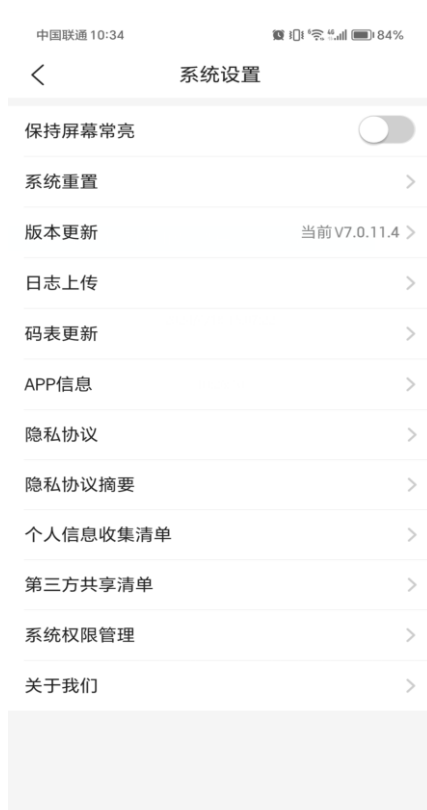 中国联通 10:34
84%
系统设置
保持屏幕常亮
系统重置
版本更新 当前 V7.0.11.4
日志上传
码表更新
APP信息
隐私协议
隐私协议摘要
个人信息收集清单
第三方共享清单
系统权限管理
关于我们